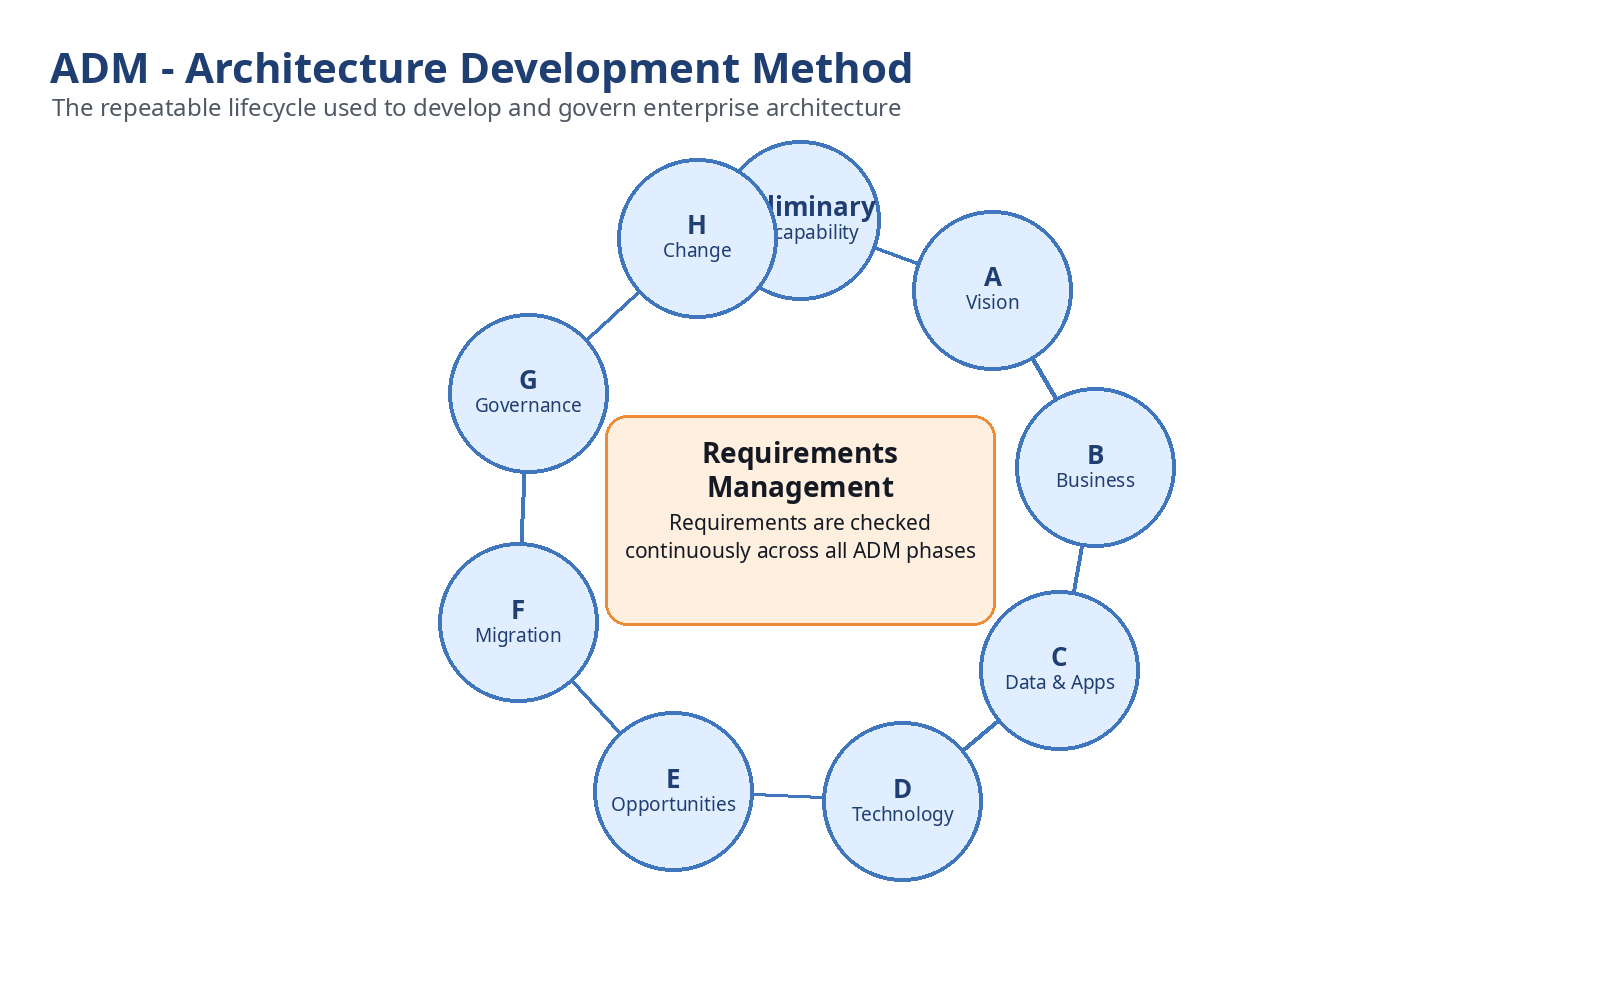 ADM - Architecture Development Method
The repeatable lifecycle used to develop and govern enterprise architecture
H
Change
liminary
capability
A
Vision
B
Business
C
Data & Apps
D
Technology
E
Opportunities
F
Migration
G
Governance
Requirements
Management
Requirements are checked
continuously across all ADM phases